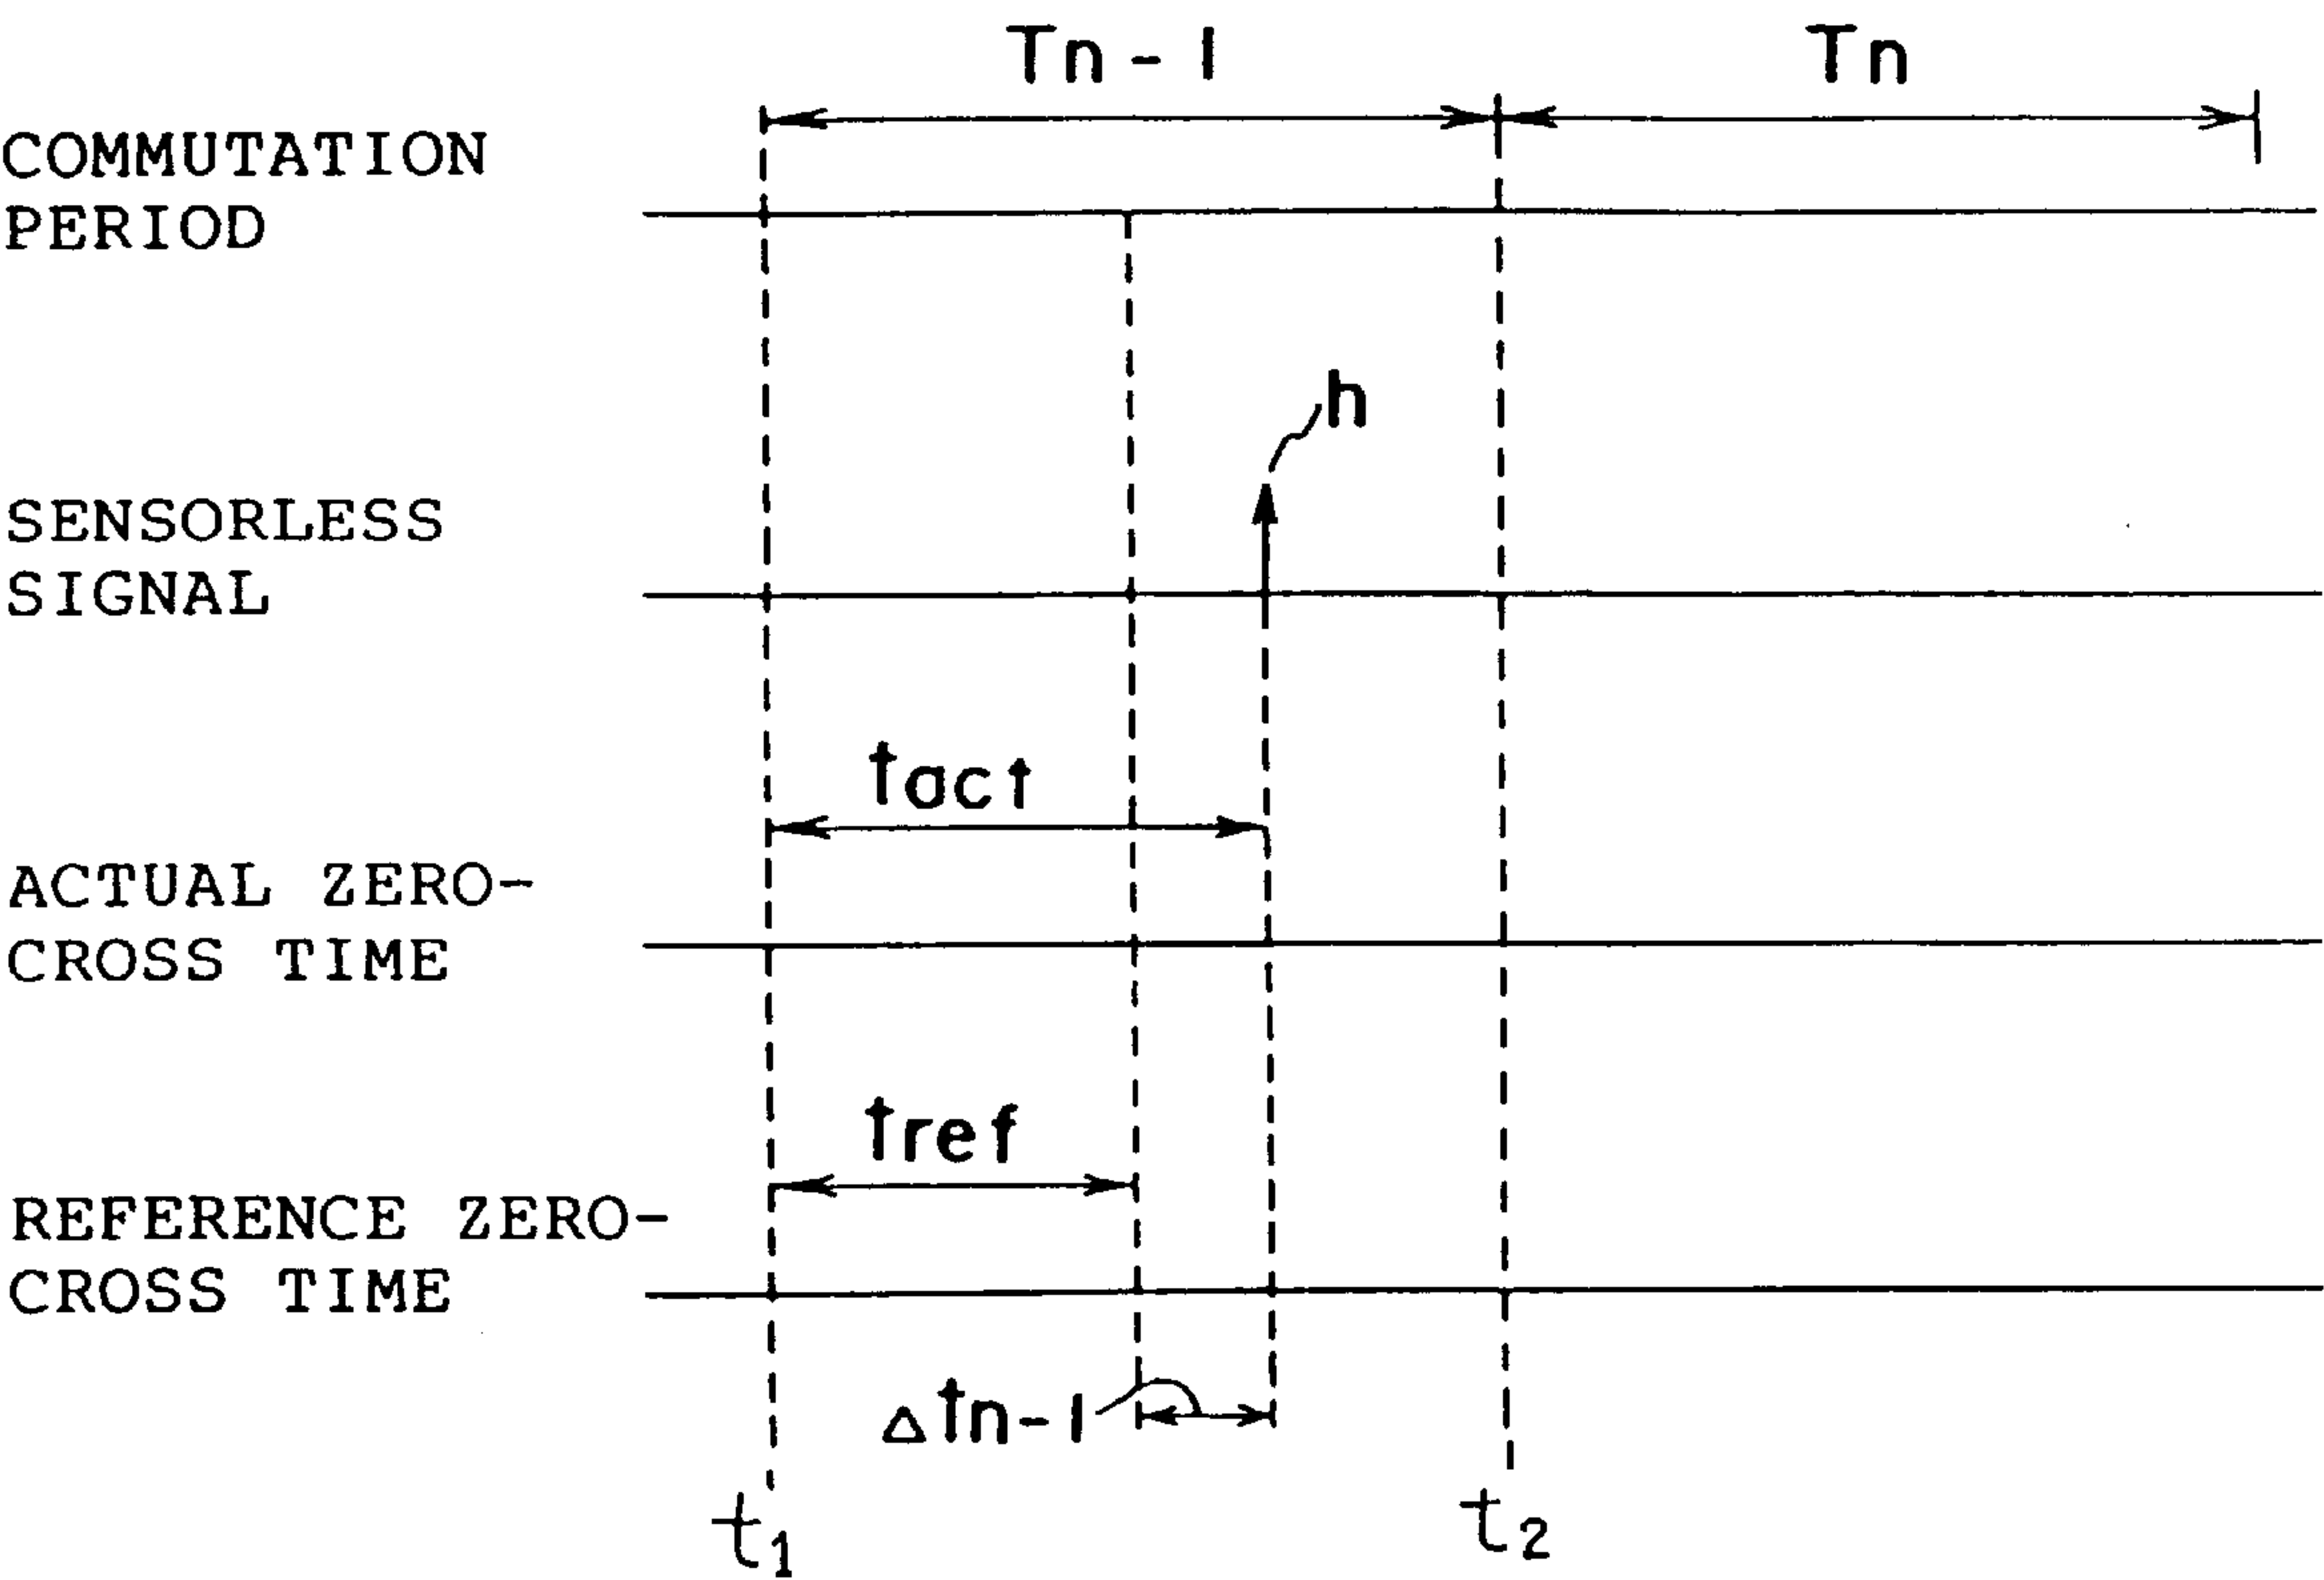 Tn-1 Tn
COMMUTATION
PERIOD
h
SENSORLESS
SIGNAL
tact
ACTUAL ZERO-
CROSS TIME
tref
REFERENCE ZERO-
CROSS TIME
Δtn-1
t1 t2